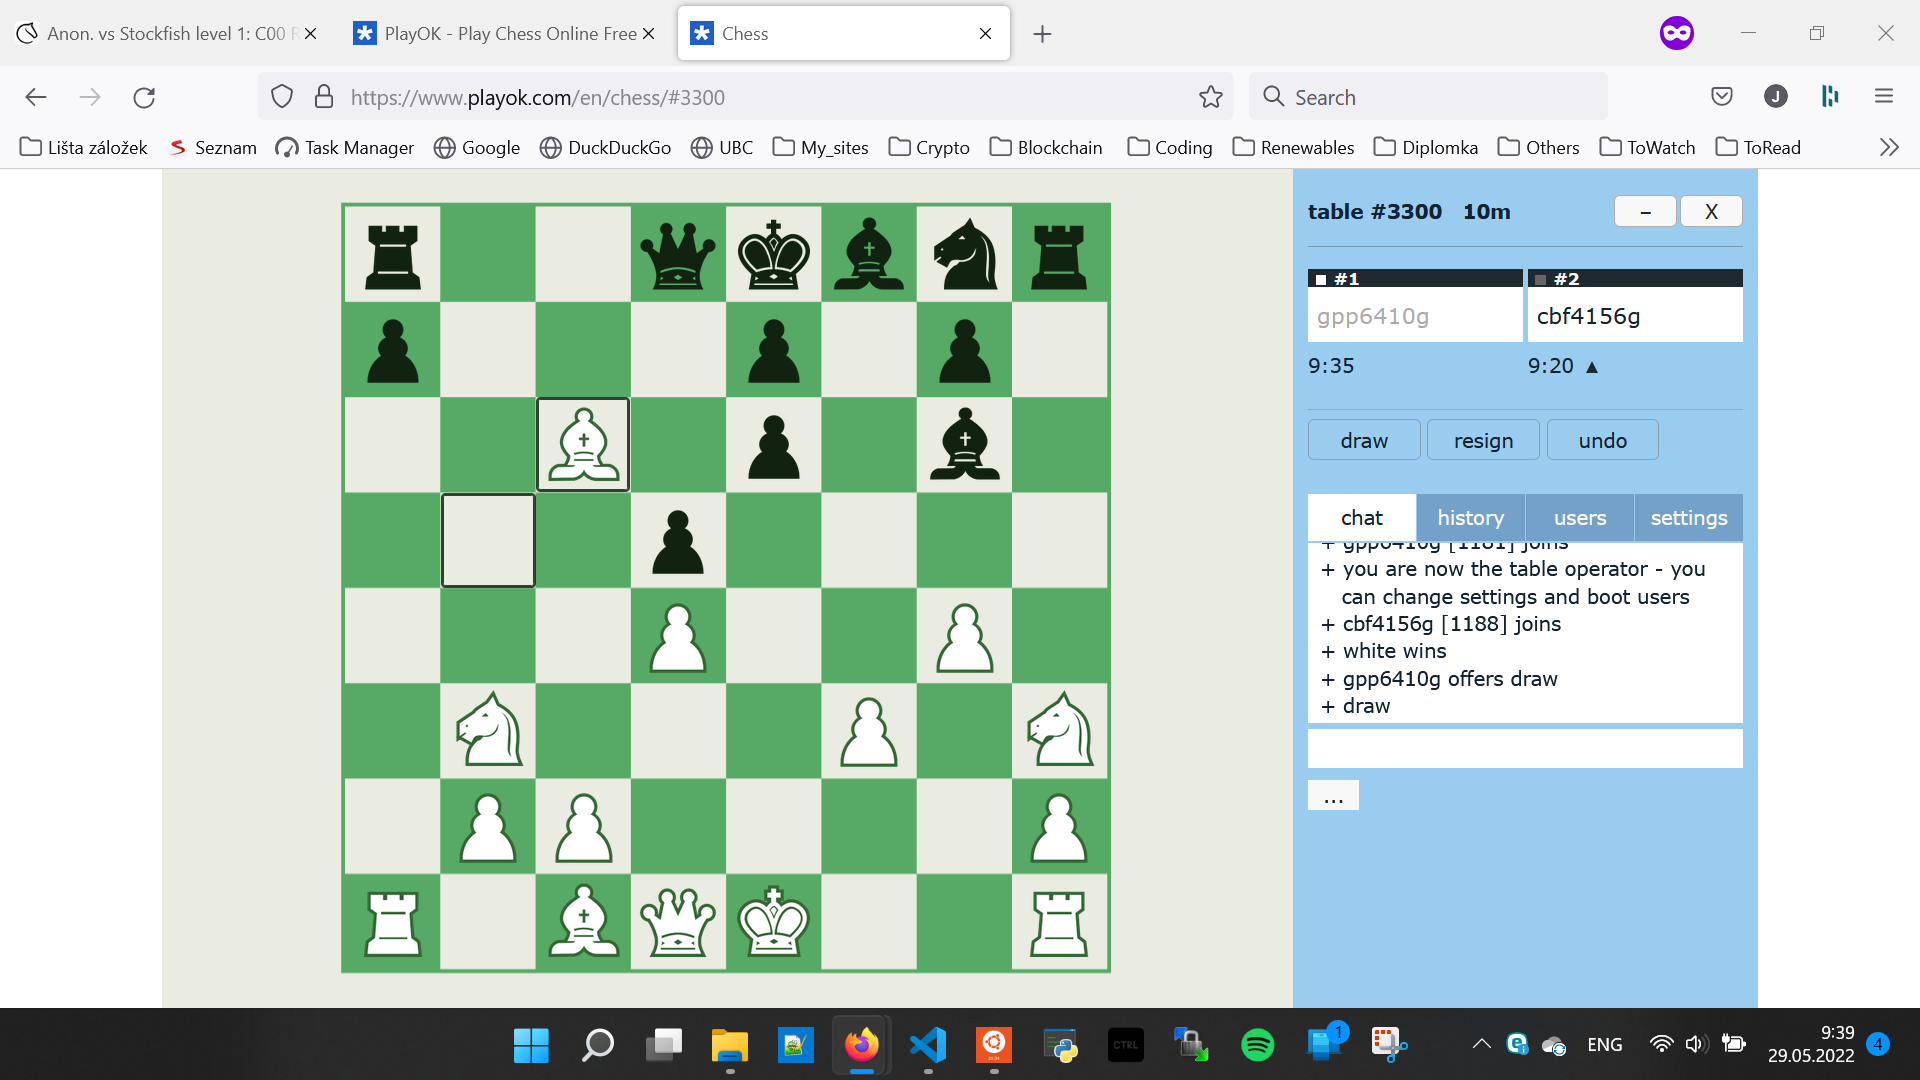 Anon. vs Stockfish level 1: C00
PlayOK - Play Chess Online Free
Chess
https://www.playok.com/en/chess/#3300
Search
J
Lišta záložek
Seznam
Task Manager
Google
DuckDuckGo
UBC
My_sites
Crypto
Blockchain
Coding
Renewables
Diplomka
Others
ToWatch
ToRead
table #3300 10m
–
X
#1
#2
gpp6410g
cbf4156g
9:35
9:20 ▲
draw
resign
undo
chat
history
users
settings
+ gpp6410g [1181] joins
+ you are now the table operator - you
can change settings and boot users
+ cbf4156g [1188] joins
+ white wins
+ gpp6410g offers draw
+ draw
...
CTRL
1
ENG
9:39
29.05.2022
4